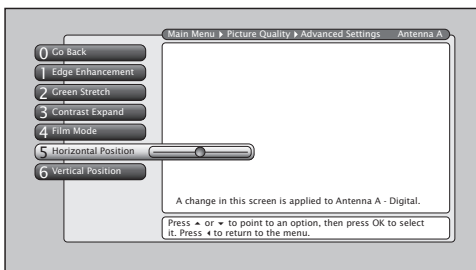 Main Menu ▸ Picture Quality ▸ Advanced Settings Antenna A
0 Go Back
1 Edge Enhancement
2 Green Stretch
3 Contrast Expand
4 Film Mode
5 Horizontal Position
6 Vertical Position
A change in this screen is applied to Antenna A - Digital.
Press ▲ or ▼ to point to an option, then press OK to select
it. Press ◂ to return to the menu.